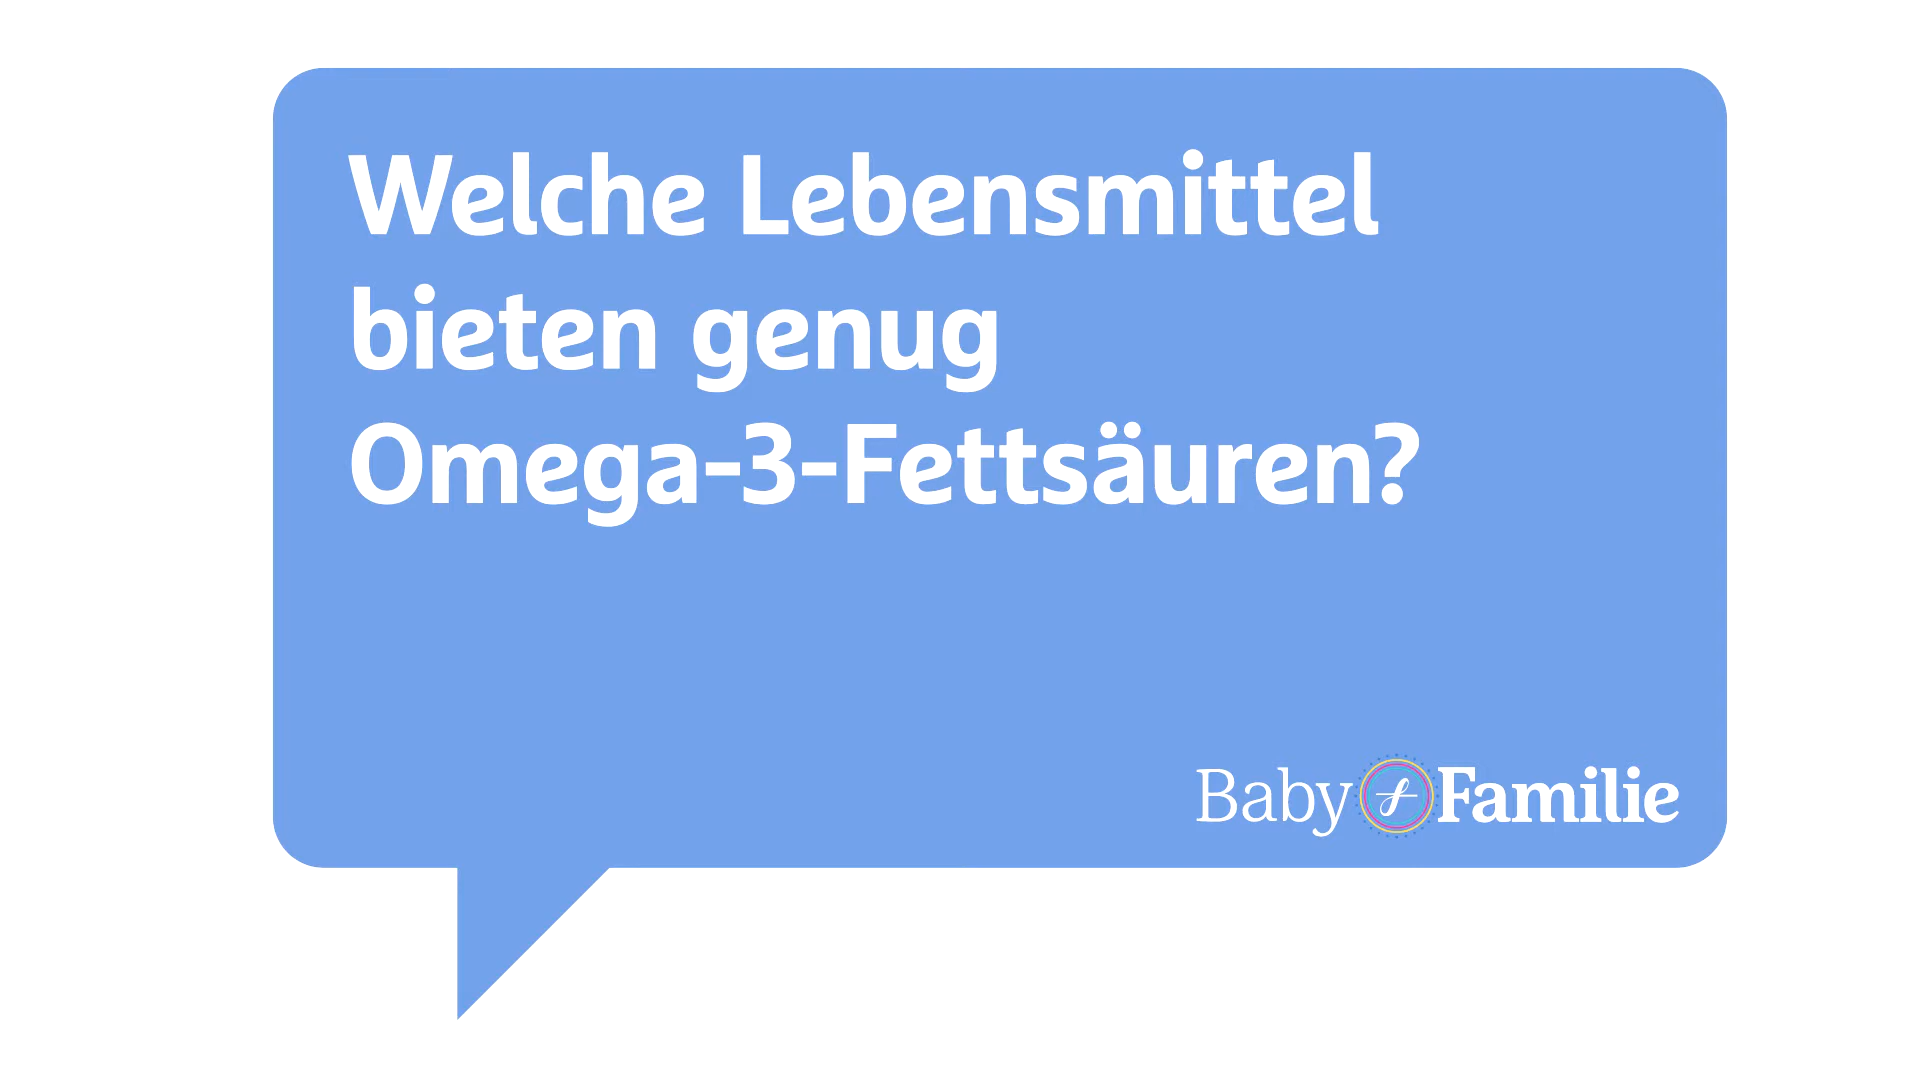 Welche Lebensmittel
bieten genug
Omega-3-Fettsäuren?
Baby & Familie